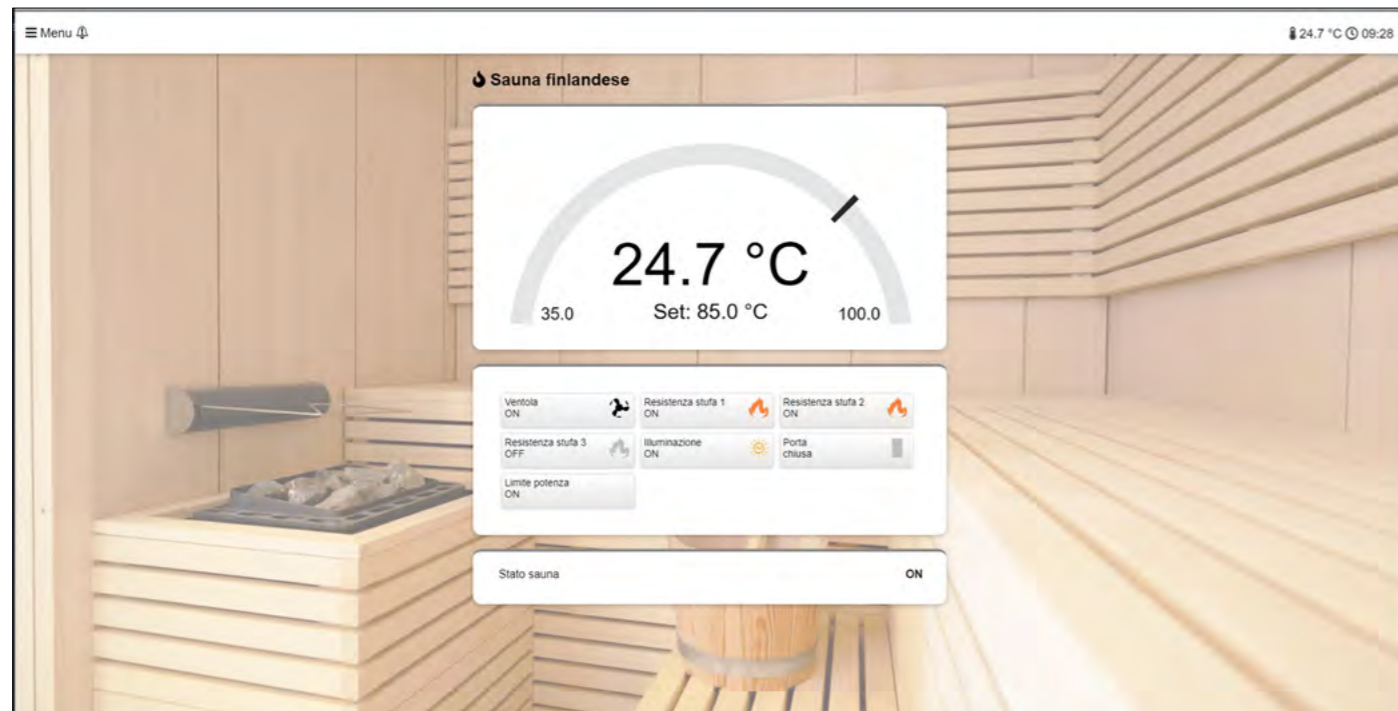 Menu
24.7 °C 09:28
Sauna finlandese
24.7 °C
35.0 Set: 85.0 °C 100.0
Ventola
ON
Resistenza stufa 1
ON
Resistenza stufa 2
ON
Resistenza stufa 3
OFF
Illuminazione
ON
Porta
chiusa
Limite potenza
ON
Stato sauna ON